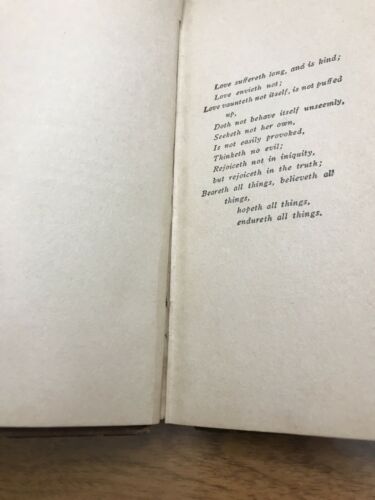 Love suffereth long, and is kind;
Love envieth not;
Love vaunteth not itself, is not puffed
up,
Doth not behave itself unseemly,
Seeketh not her own,
Is not easily provoked,
Thinketh no evil;
Rejoiceth not in iniquity,
but rejoiceth in the truth;
Beareth all things, believeth all
things,
hopeth all things,
endureth all things.